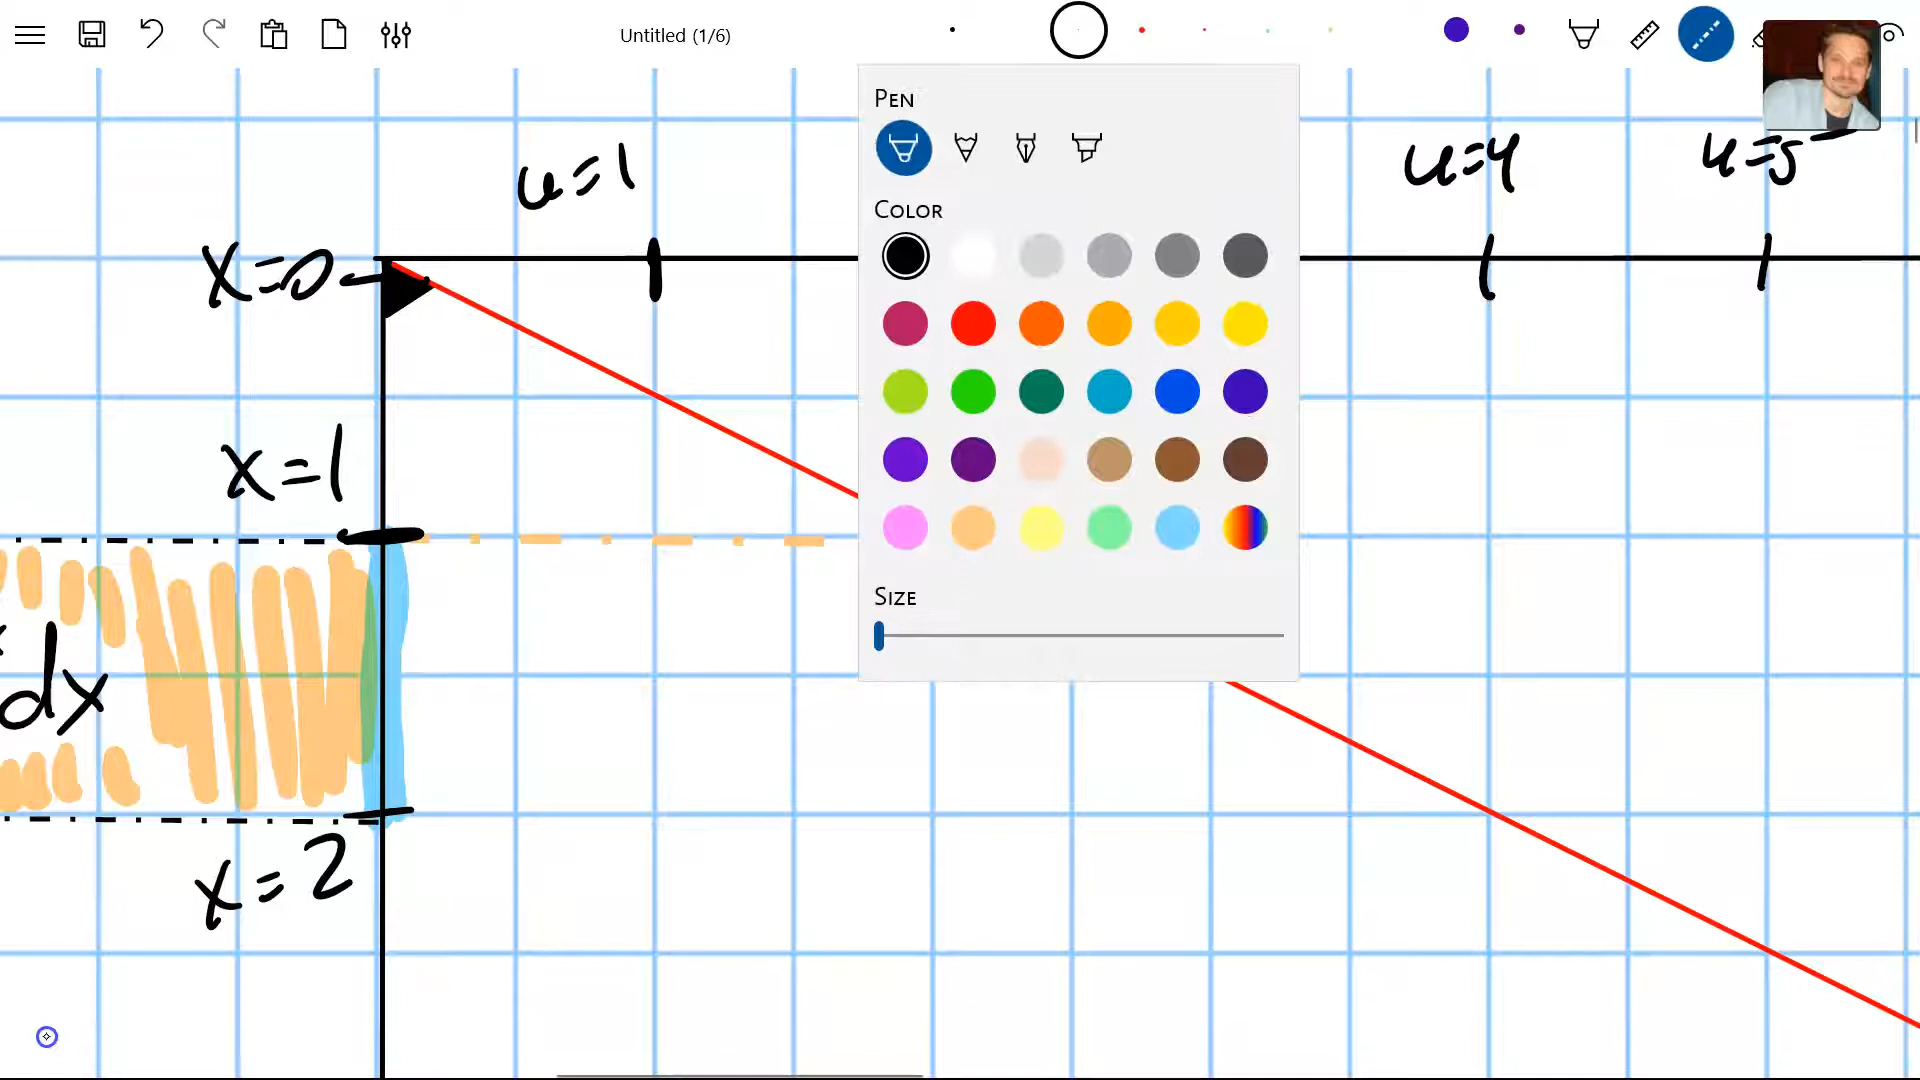 Untitled (1/6)
PEN
COLOR
SIZE
u=1
u=4
u=5
x=0
x=1
dx
x=2